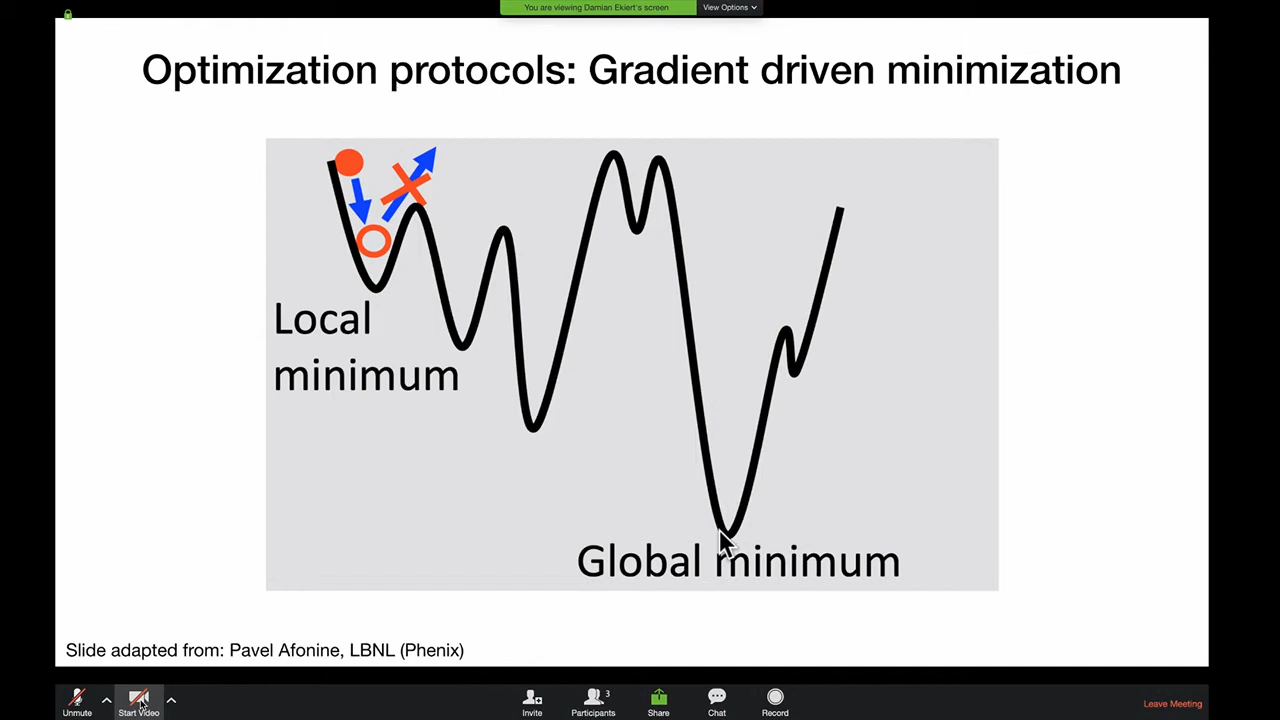 You are viewing Damian Ekiert's screen
View Options
Optimization protocols: Gradient driven minimization
Local
minimum
Global minimum
Slide adapted from: Pavel Afonine, LBNL (Phenix)
Unmute
Start Video
Invite
3
Participants
Share
Chat
Record
Leave Meeting